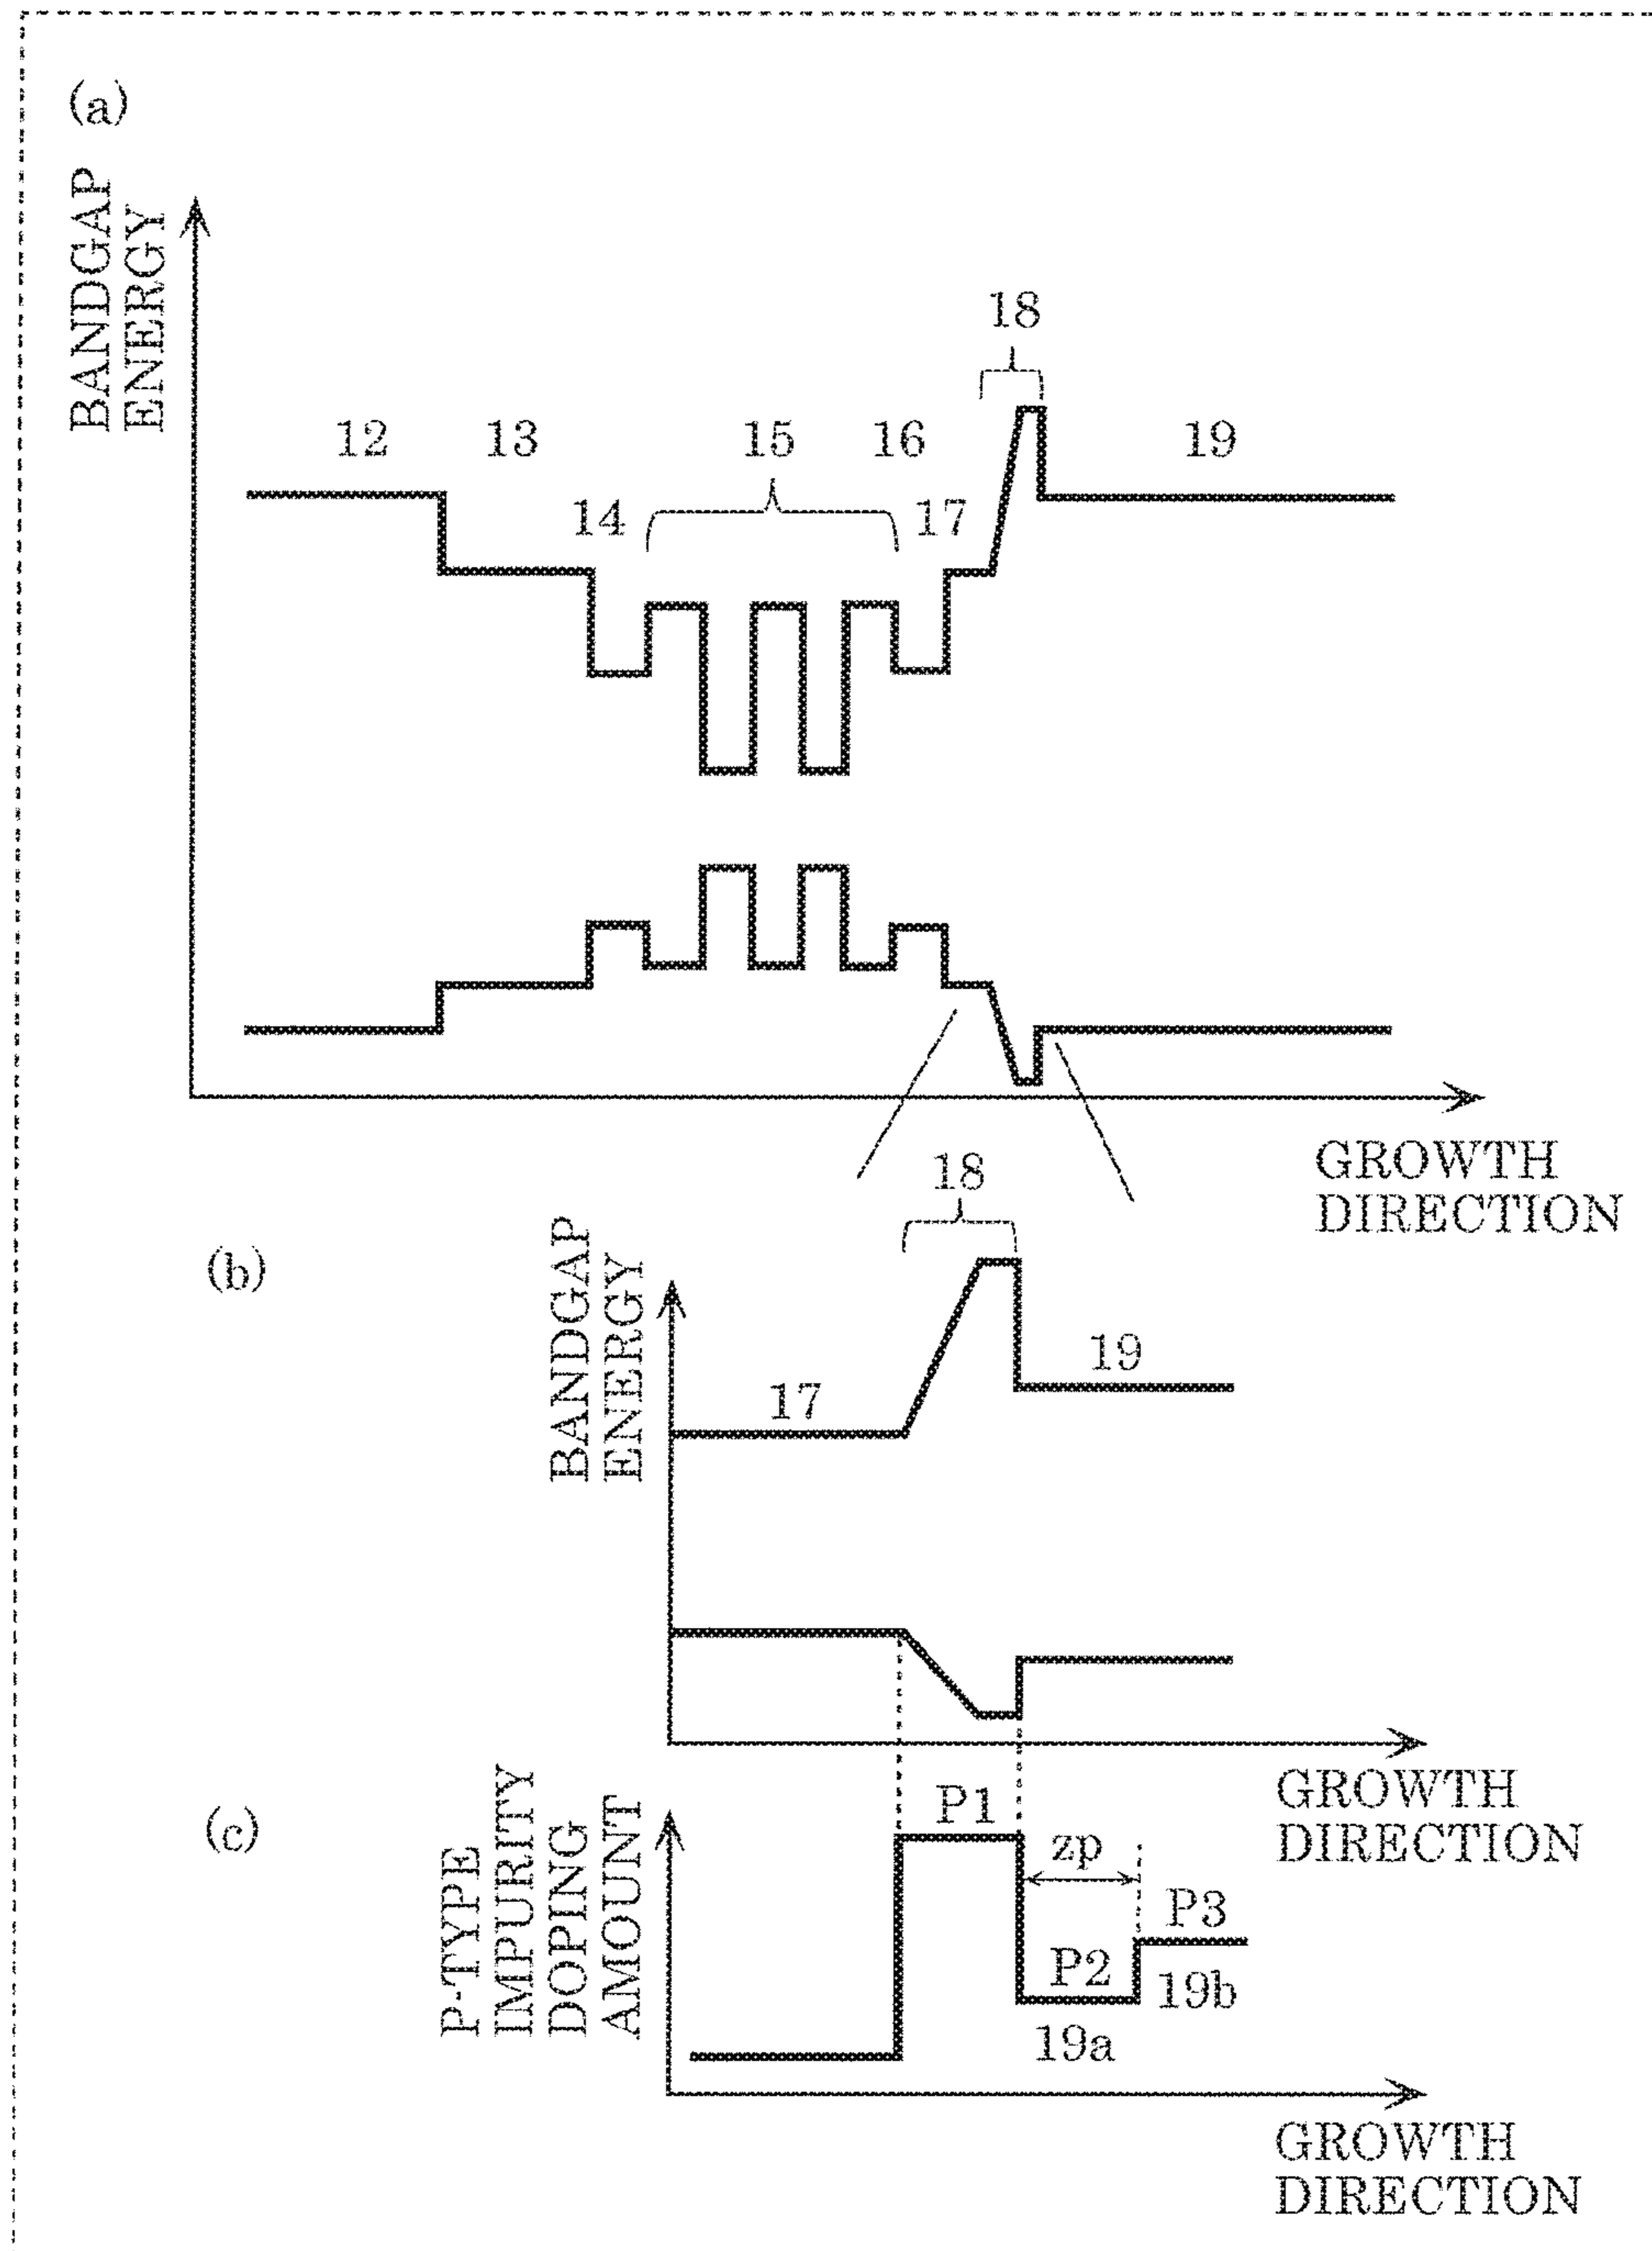 (a)
BANDGAP
ENERGY
18
12
13
15
16
19
14
17
GROWTH
DIRECTION
(b)
BANDGAP
ENERGY
18
19
17
GROWTH
DIRECTION
(c)
P-TYPE
IMPURITY
DOPING
AMOUNT
P1
zp
P3
P2
19b
19a
GROWTH
DIRECTION